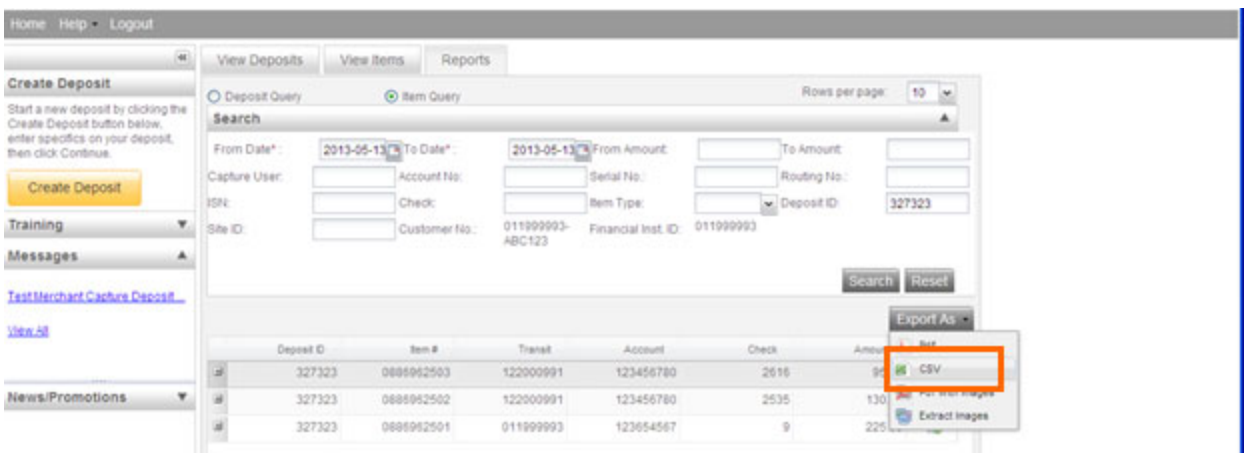 Home Help Logout
View Deposits View Items Reports
Create Deposit
Start a new deposit by clicking the
Create Deposit button below,
enter specifics on your deposit,
then click Continue.
Create Deposit
Training
Messages
Test Merchant Capture Deposit ...
View All
News/Promotions
Deposit Query Item Query Rows per page: 10
Search
From Date* : 2013-05-13 To Date* : 2013-05-13 From Amount: To Amount:
Capture User: Account No: Serial No.: Routing No.:
ISN: Check: Item Type: Deposit ID: 327323
Site ID: Customer No.: 011999993-
ABC123 Financial Inst. ID: 011999993
Search Reset
Export As
CSV
PDF with Images
Extract Images
Deposit ID Item # Transit Account Check
327323 0886962503 122000991 123456780 2616
327323 0886962502 122000991 123456780 2535
327323 0886962501 011999993 123654567 9